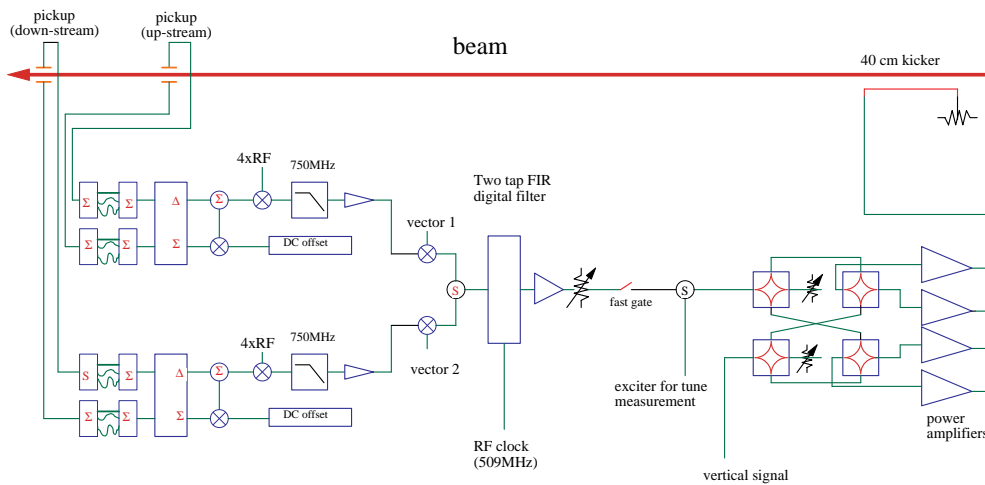 pickup
(down-stream)
pickup
(up-stream)
beam
40 cm kicker
4xRF
750MHz
Σ
Σ
Δ
Σ
Σ
Σ
Σ
DC offset
Two tap FIR
digital filter
vector 1
S
fast gate
S
4xRF
750MHz
vector 2
S
Σ
Δ
Σ
Σ
Σ
Σ
DC offset
exciter for tune
measurement
power
amplifiers
RF clock
(509MHz)
vertical signal